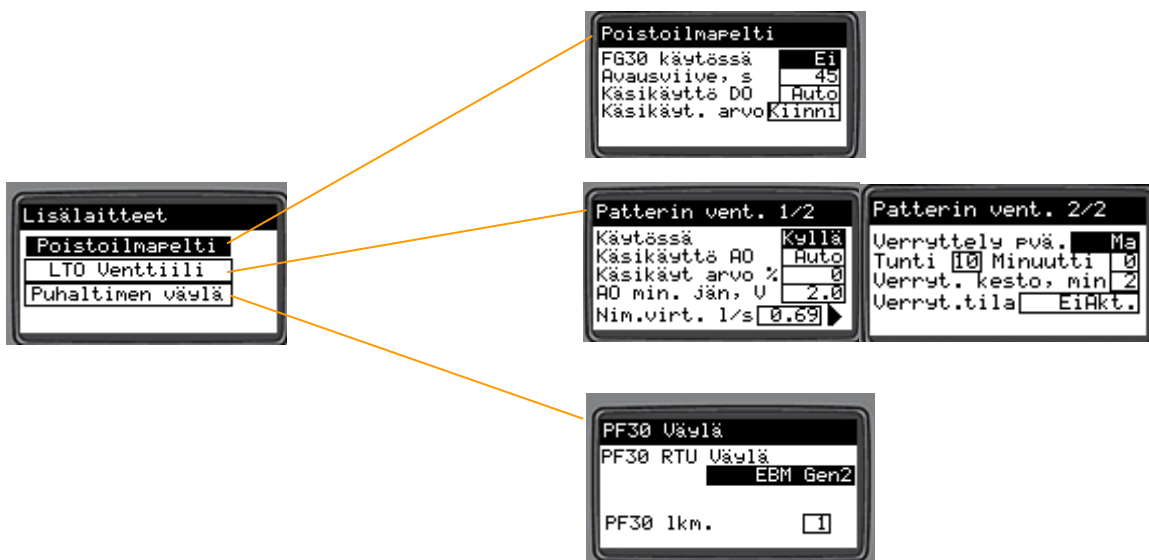 Lisälaitteet
Poistoilmapelti
LTO Venttiili
Puhaltimen väylä
Poistoilmapelti
FG30 käytössä Ei
Avausviive, s 45
Käsikäyttö DO Auto
Käsikäyt. arvo Kiinni
Patterin vent. 1/2
Käytössä Kyllä
Käsikäyttö AO Auto
Käsikäyt arvo % 0
AO min. jän, V 2.0
Nim.virt. l/s 0.69
Patterin vent. 2/2
Verryttely pvä. Ma
Tunti 10 Minuutti 0
Verryt. kesto, min 2
Verryt.tila EiAkt.
PF30 Väylä
PF30 RTU Väylä
EBM Gen2
PF30 lkm. 1